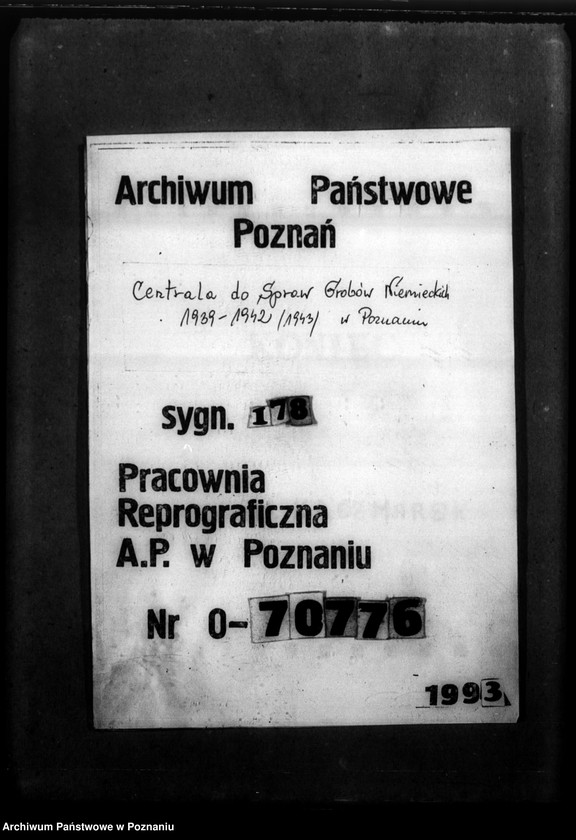 Archiwum Państwowe
Poznań
Centrala do Spraw Grobów Niemieckich
1939-1942 /1943/ w Poznaniu
sygn. 178
Pracownia
Reprograficzna
A.P. w Poznaniu
Nr 0-70776
1993
Archiwum Państwowe w Poznaniu